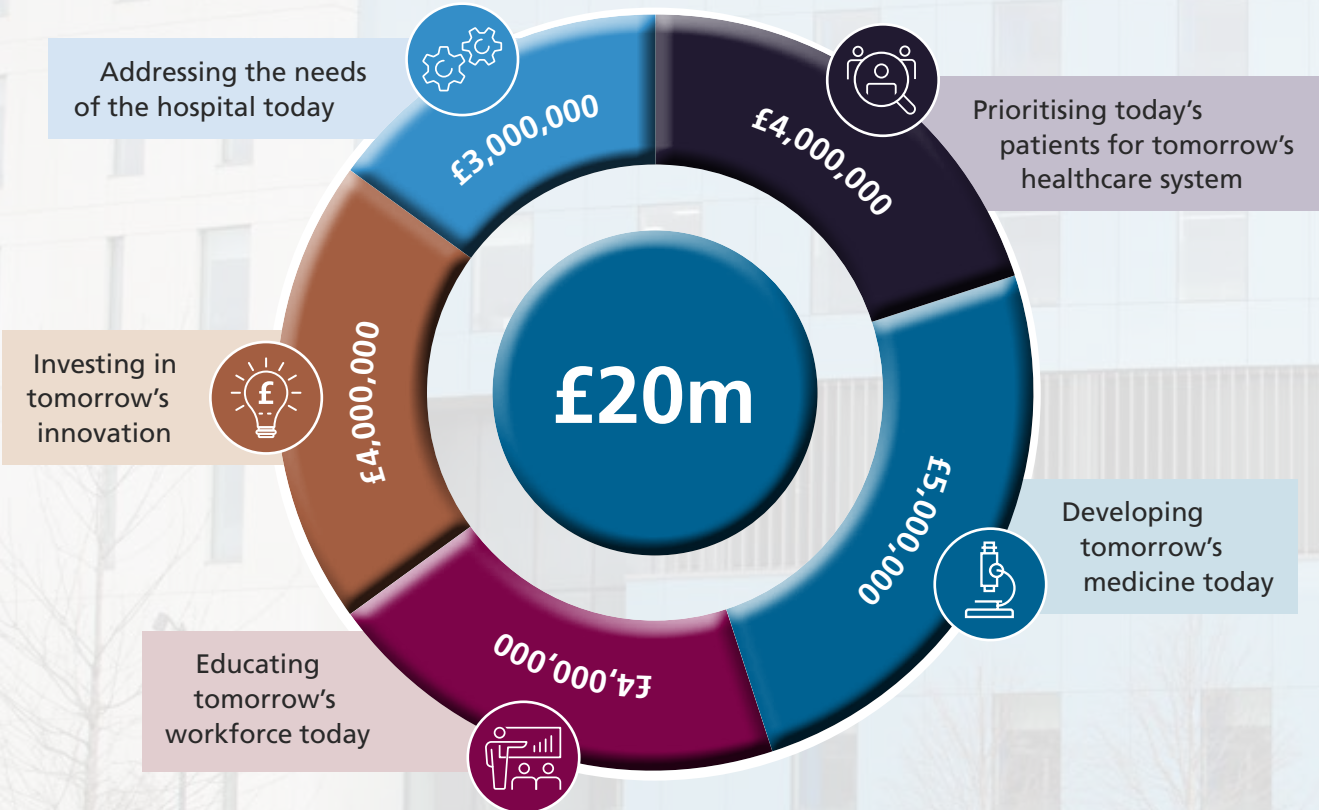 Addressing the needs
of the hospital today
£3,000,000
£4,000,000
Prioritising today’s
patients for tomorrow’s
healthcare system
Investing in
tomorrow’s
innovation
£
£4,000,000
£20m
£5,000,000
Developing
tomorrow’s
medicine today
Educating
tomorrow’s
workforce today
£4,000,000